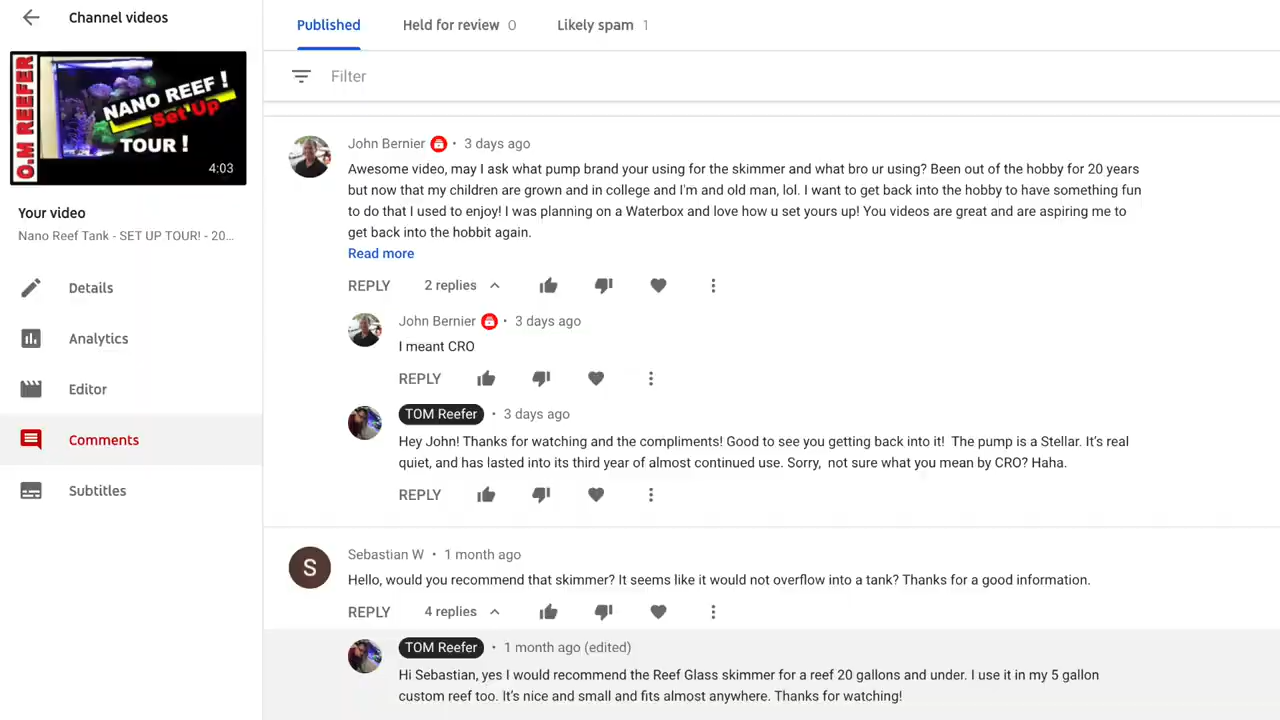 Channel videos
Published
Held for review 0
Likely spam 1
Filter
O.M REEFER
NANO REEF !
Set Up
TOUR !
4:03
Your video
Nano Reef Tank - SET UP TOUR! - 20...
Details
Analytics
Editor
Comments
Subtitles
John Bernier • 3 days ago
Awesome video, may I ask what pump brand your using for the skimmer and what bro ur using? Been out of the hobby for 20 years
but now that my children are grown and in college and I'm and old man, lol. I want to get back into the hobby to have something fun
to do that I used to enjoy! I was planning on a Waterbox and love how u set yours up! You videos are great and are aspiring me to
get back into the hobbit again.
Read more
REPLY 2 replies
John Bernier • 3 days ago
I meant CRO
REPLY
TOM Reefer • 3 days ago
Hey John! Thanks for watching and the compliments! Good to see you getting back into it! The pump is a Stellar. It's real
quiet, and has lasted into its third year of almost continued use. Sorry, not sure what you mean by CRO? Haha.
REPLY
S
Sebastian W • 1 month ago
Hello, would you recommend that skimmer? It seems like it would not overflow into a tank? Thanks for a good information.
REPLY 4 replies
TOM Reefer • 1 month ago (edited)
Hi Sebastian, yes I would recommend the Reef Glass skimmer for a reef 20 gallons and under. I use it in my 5 gallon
custom reef too. It's nice and small and fits almost anywhere. Thanks for watching!